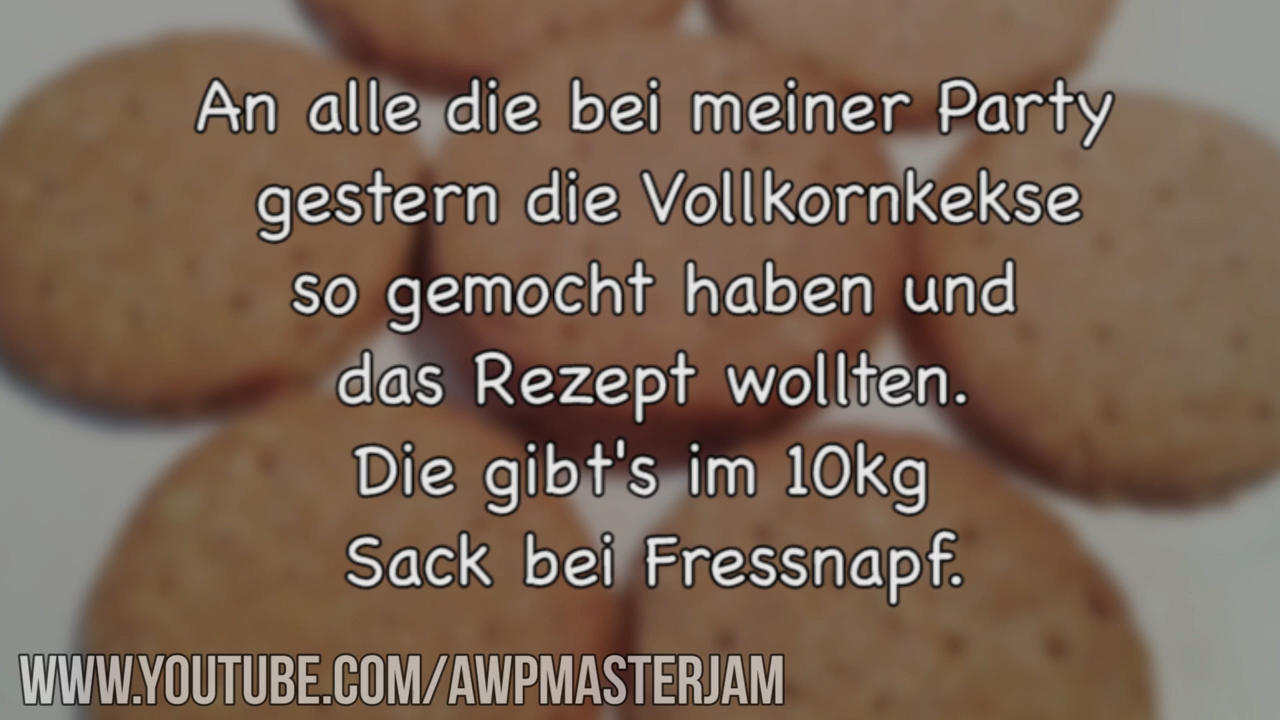 An alle die bei meiner Party
gestern die Vollkornkekse
so gemocht haben und
das Rezept wollten.
Die gibt's im 10kg
Sack bei Fressnapf.
WWW.YOUTUBE.COM/AWPMASTERJAM